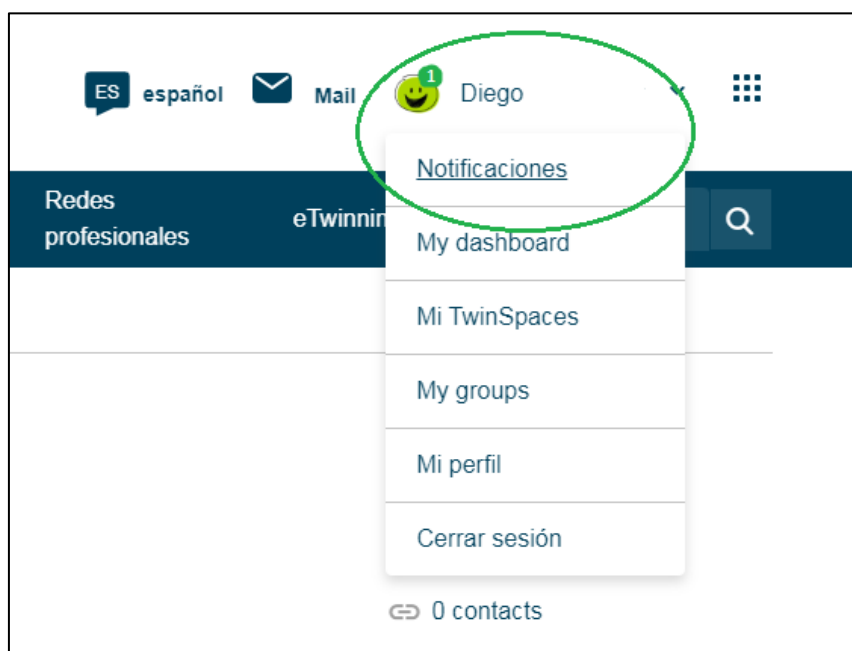 ES español Mail 1 Diego
Notificaciones
Redes
profesionales
eTwinnin
My dashboard
Mi TwinSpaces
My groups
Mi perfil
Cerrar sesión
0 contacts